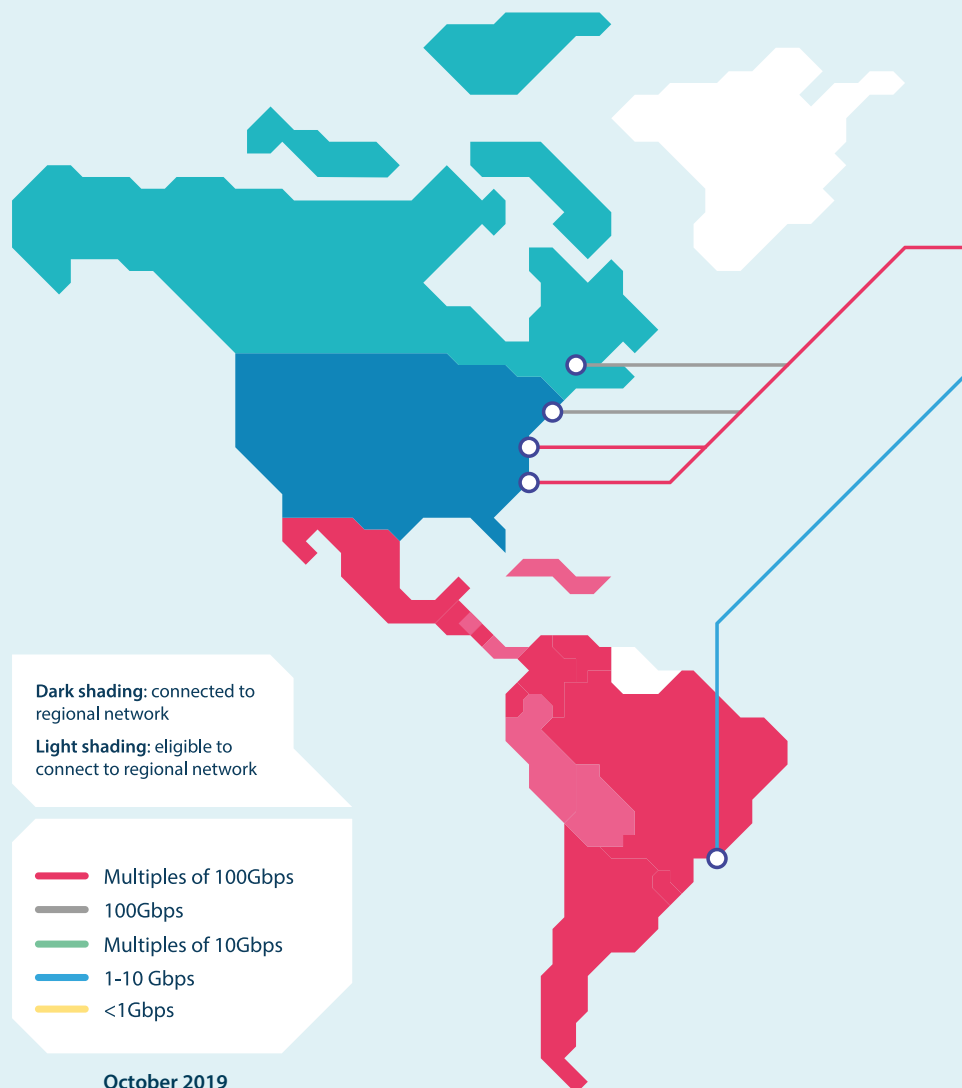 Dark shading: connected to
regional network
Light shading: eligible to
connect to regional network
Multiples of 100Gbps
100Gbps
Multiples of 10Gbps
1-10 Gbps
<1Gbps
October 2019